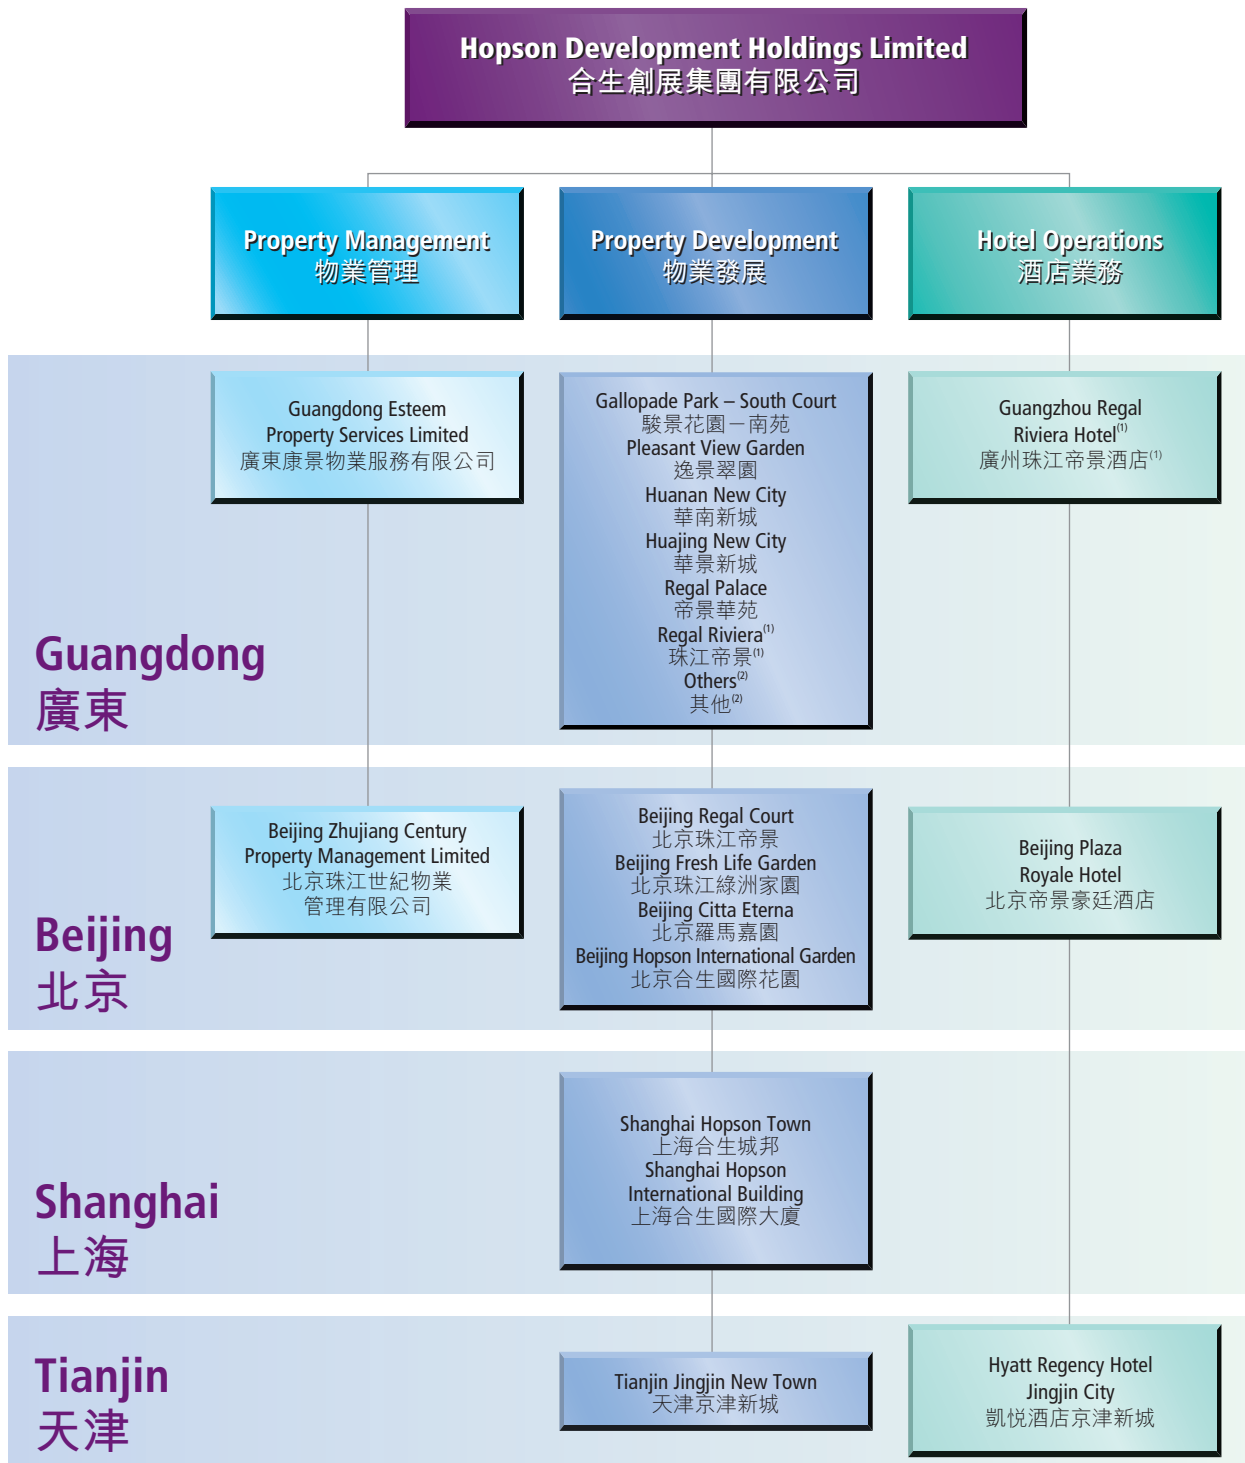 Hopson Development Holdings Limited
合生創展集團有限公司
Property Management
物業管理
Property Development
物業發展
Hotel Operations
酒店業務
Guangdong
廣東
Guangdong Esteem
Property Services Limited
廣東康景物業服務有限公司
Gallopade Park – South Court
駿景花園－南苑
Pleasant View Garden
逸景翠園
Huanan New City
華南新城
Huajing New City
華景新城
Regal Palace
帝景華苑
Regal Riviera(1)
珠江帝景(1)
Others(2)
其他(2)
Guangzhou Regal
Riviera Hotel(1)
廣州珠江帝景酒店(1)
Beijing
北京
Beijing Zhujiang Century
Property Management Limited
北京珠江世紀物業
管理有限公司
Beijing Regal Court
北京珠江帝景
Beijing Fresh Life Garden
北京珠江綠洲家園
Beijing Citta Eterna
北京羅馬嘉園
Beijing Hopson International Garden
北京合生國際花園
Beijing Plaza
Royale Hotel
北京帝景豪廷酒店
Shanghai
上海
Shanghai Hopson Town
上海合生城邦
Shanghai Hopson
International Building
上海合生國際大廈
Tianjin
天津
Tianjin Jingjin New Town
天津京津新城
Hyatt Regency Hotel
Jingjin City
凱悦酒店京津新城